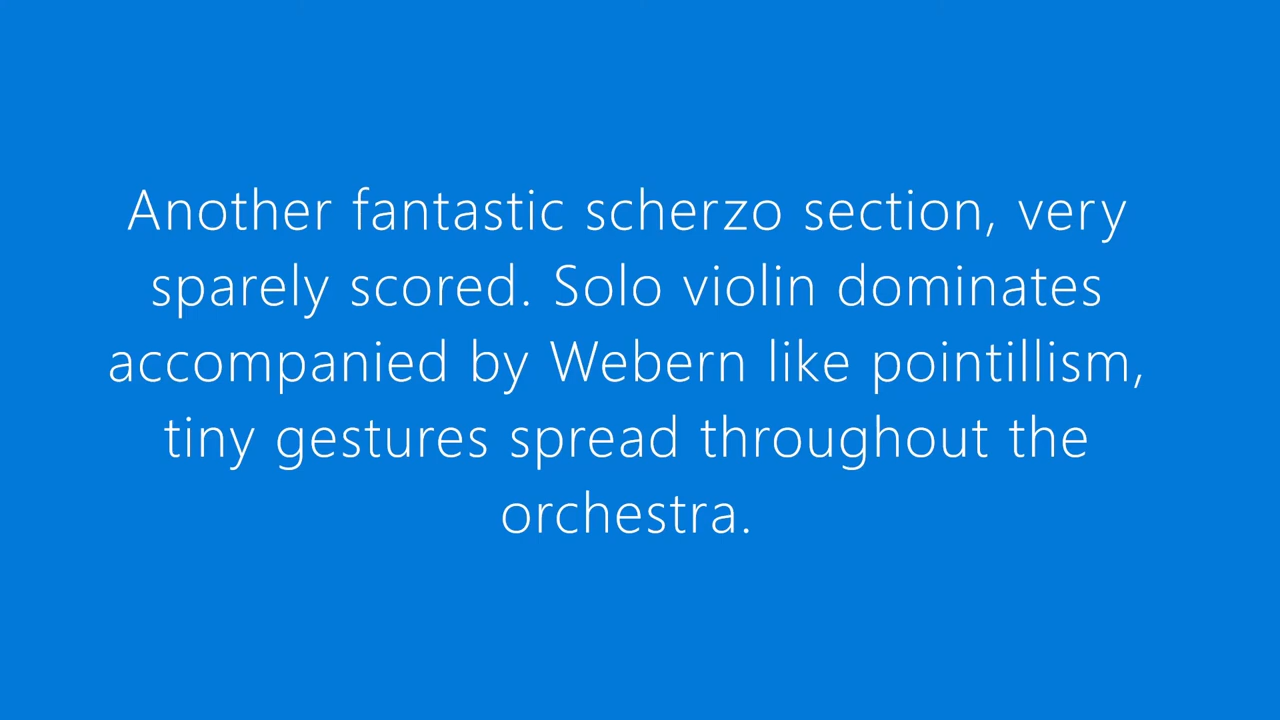 Another fantastic scherzo section, very
sparely scored. Solo violin dominates
accompanied by Webern like pointillism,
tiny gestures spread throughout the
orchestra.